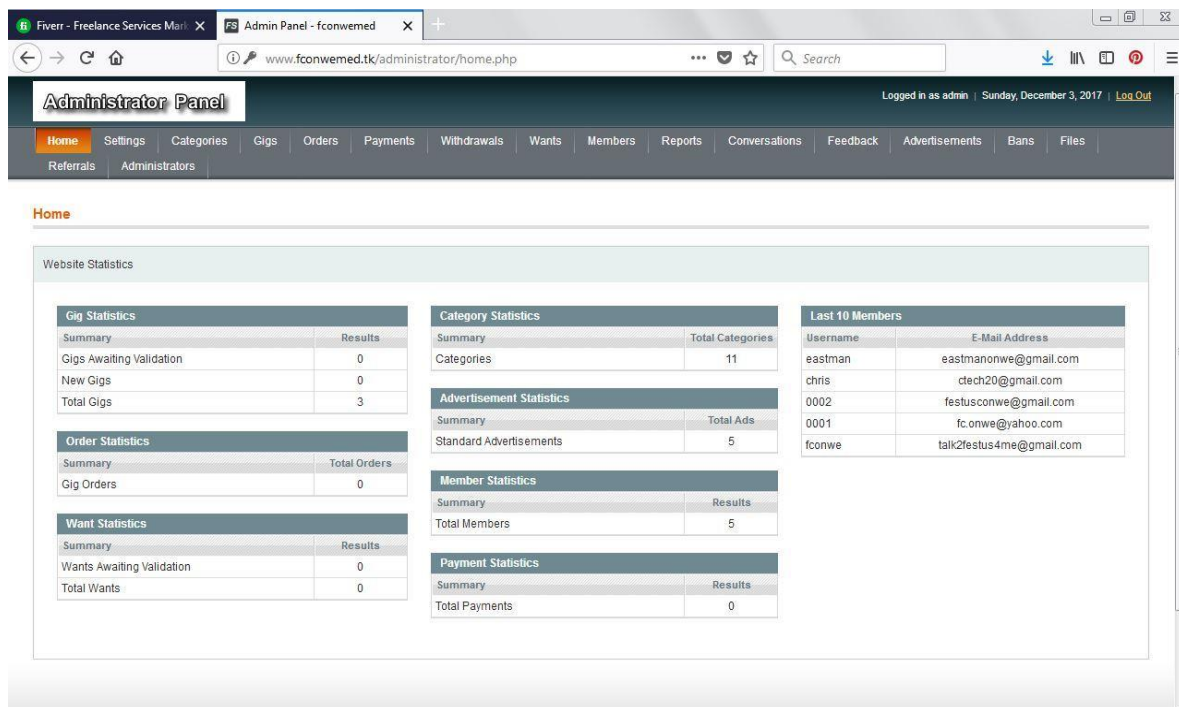 Fiverr - Freelance Services Mark
FS Admin Panel - fconwemed
www.fconwemed.tk/administrator/home.php
Search
Administrator Panel
Logged in as admin | Sunday, December 3, 2017 | Log Out
Home Settings Categories Gigs Orders Payments Withdrawals Wants Members Reports Conversations Feedback Advertisements Bans Files
Referrals Administrators
Home
Website Statistics
Gig Statistics
Summary Results
Gigs Awaiting Validation 0
New Gigs 0
Total Gigs 3
Order Statistics
Summary Total Orders
Gig Orders 0
Want Statistics
Summary Results
Wants Awaiting Validation 0
Total Wants 0
Category Statistics
Summary Total Categories
Categories 11
Advertisement Statistics
Summary Total Ads
Standard Advertisements 5
Member Statistics
Summary Results
Total Members 5
Payment Statistics
Summary Results
Total Payments 0
Last 10 Members
Username E-Mail Address
eastman eastmanonwe@gmail.com
chris ctech20@gmail.com
0002 festusconwe@gmail.com
0001 fc.onwe@yahoo.com
fconwe talk2festus4me@gmail.com